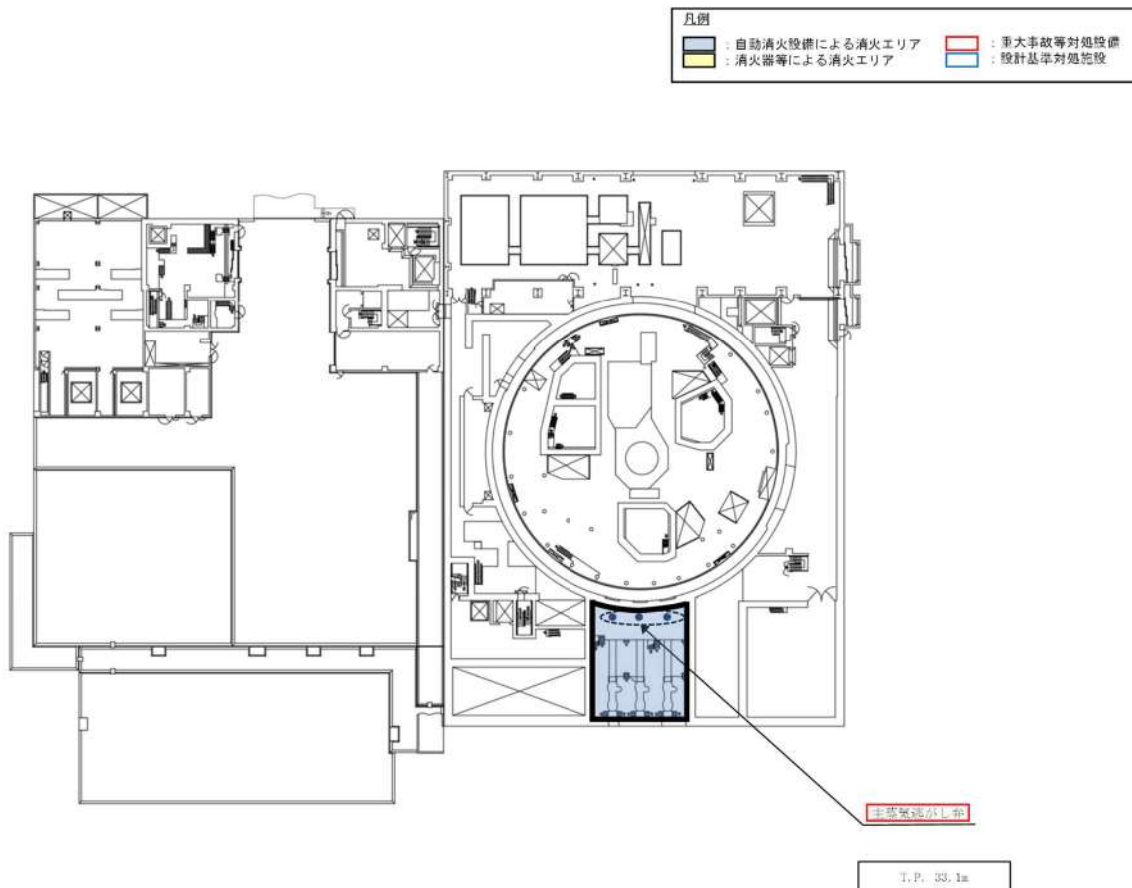 凡例
：自動消火設備による消火エリア
：重大事故等対処設備
：消火器等による消火エリア
：設計基準対処施設
主蒸気逃がし弁
T.P. 33.1m